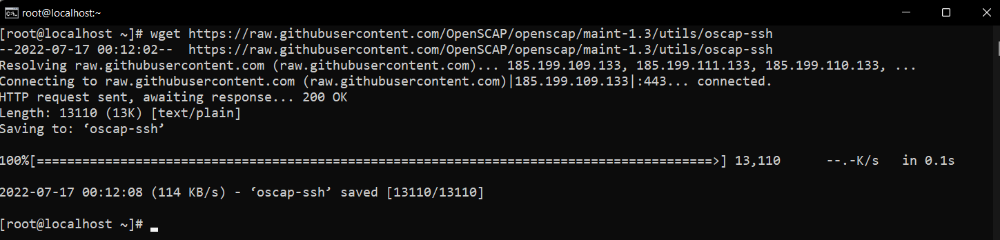 root@localhost:~
[root@localhost ~]# wget https://raw.githubusercontent.com/OpenSCAP/openscap/maint-1.3/utils/oscap-ssh
--2022-07-17 00:12:02--  https://raw.githubusercontent.com/OpenSCAP/openscap/maint-1.3/utils/oscap-ssh
Resolving raw.githubusercontent.com (raw.githubusercontent.com)... 185.199.109.133, 185.199.111.133, 185.199.110.133, ...
Connecting to raw.githubusercontent.com (raw.githubusercontent.com)|185.199.109.133|:443... connected.
HTTP request sent, awaiting response... 200 OK
Length: 13110 (13K) [text/plain]
Saving to: ‘oscap-ssh’
100%[=========================================================================================>] 13,110      --.-K/s   in 0.1s
2022-07-17 00:12:08 (114 KB/s) - ‘oscap-ssh’ saved [13110/13110]
[root@localhost ~]#